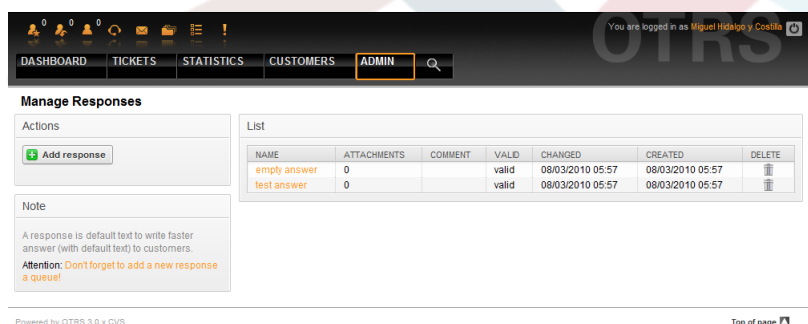 0 0 0
OTRS
You are logged in as Miguel Hidalgo y Costilla
DASHBOARD TICKETS STATISTICS CUSTOMERS ADMIN
Manage Responses
Actions
Add response
Note
A response is default text to write faster
answer (with default text) to customers.
Attention: Don't forget to add a new response
a queue!
List
NAME ATTACHMENTS COMMENT VALID CHANGED CREATED DELETE
empty answer 0 valid 08/03/2010 05:57 08/03/2010 05:57
test answer 0 valid 08/03/2010 05:57 08/03/2010 05:57
Powered by OTRS 3.0.x CVS
Top of page